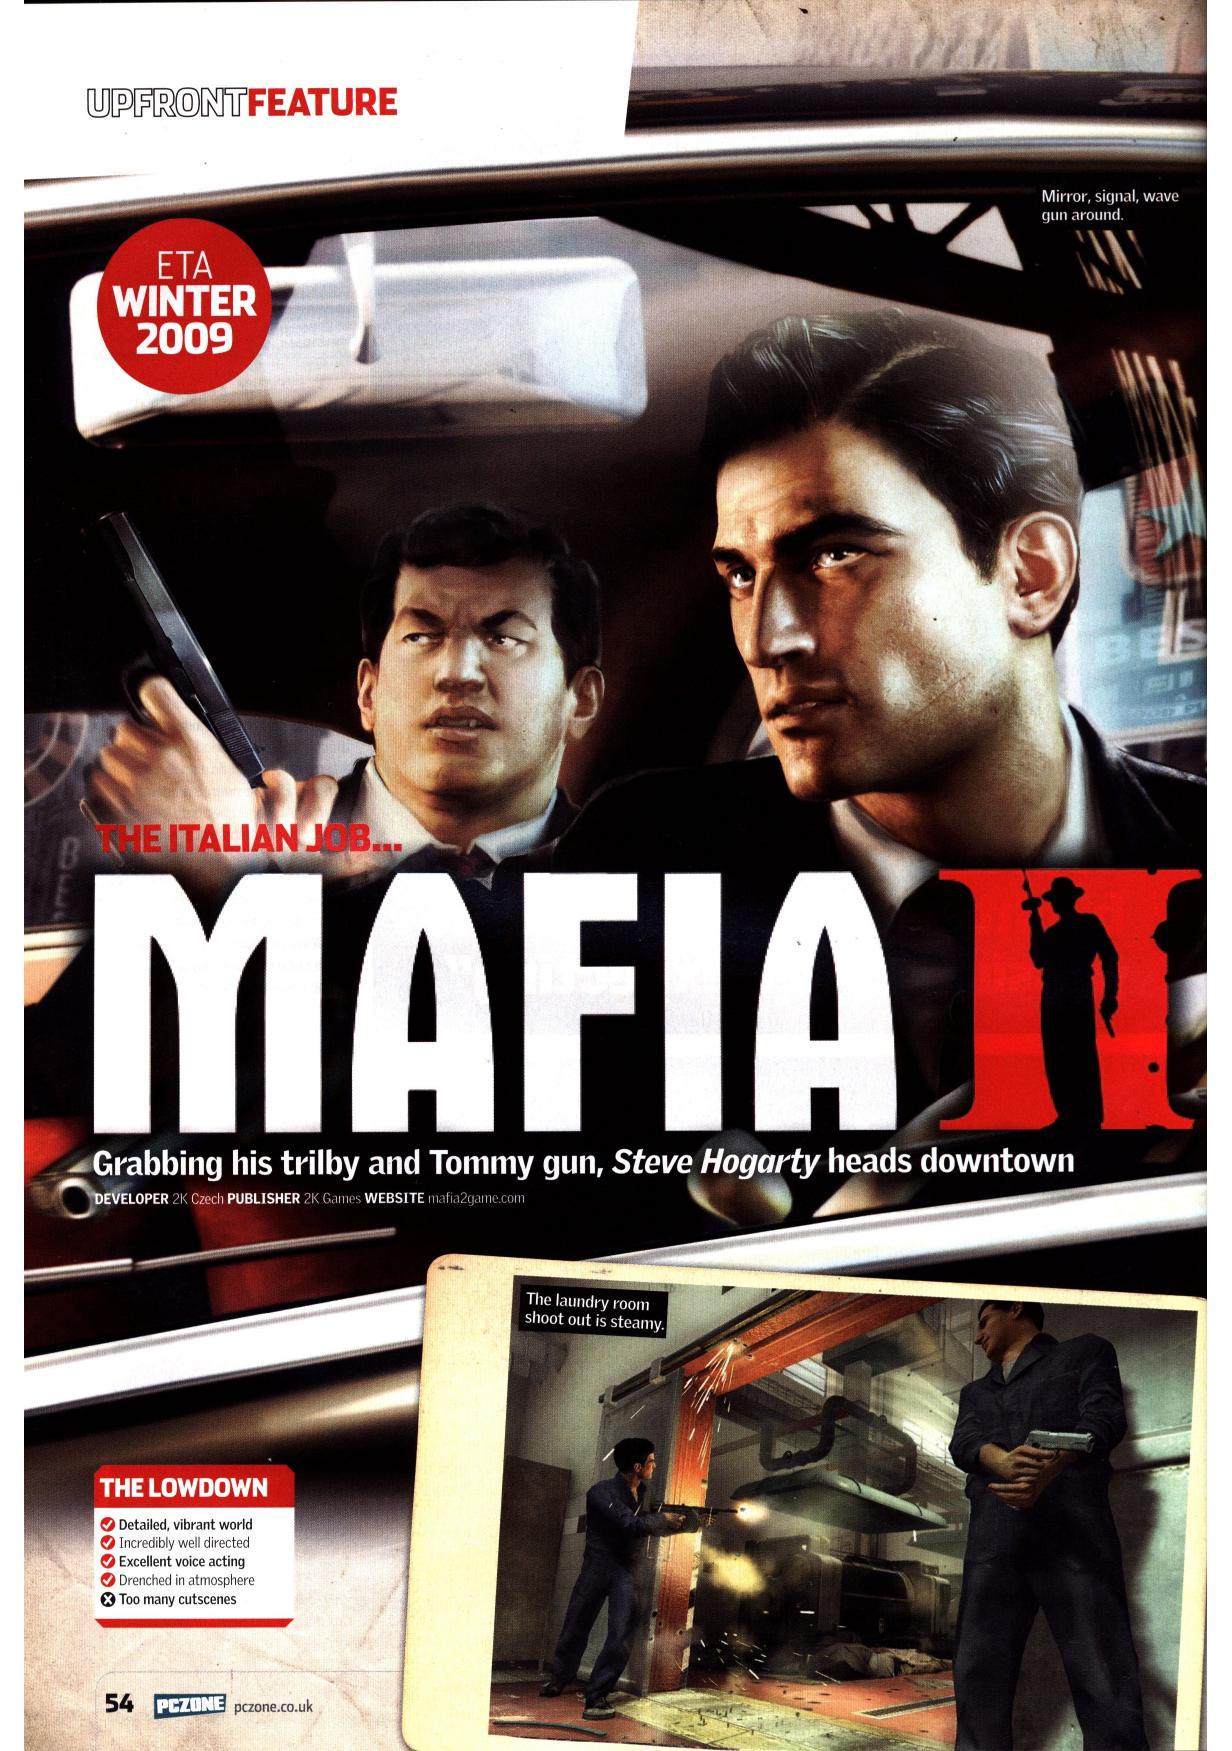 UPFRONTFEATURE
Mirror, signal, wave
gun around.
ETA
WINTER
2009
THE ITALIAN JOB...
MAFIA II
Grabbing his trilby and Tommy gun, Steve Hogarty heads downtown
DEVELOPER 2K Czech PUBLISHER 2K Games WEBSITE mafia2game.com
The laundry room
shoot out is steamy.
THE LOWDOWN
Detailed, vibrant world
Incredibly well directed
Excellent voice acting
Drenched in atmosphere
Too many cutscenes
54 PCZONE pczone.co.uk